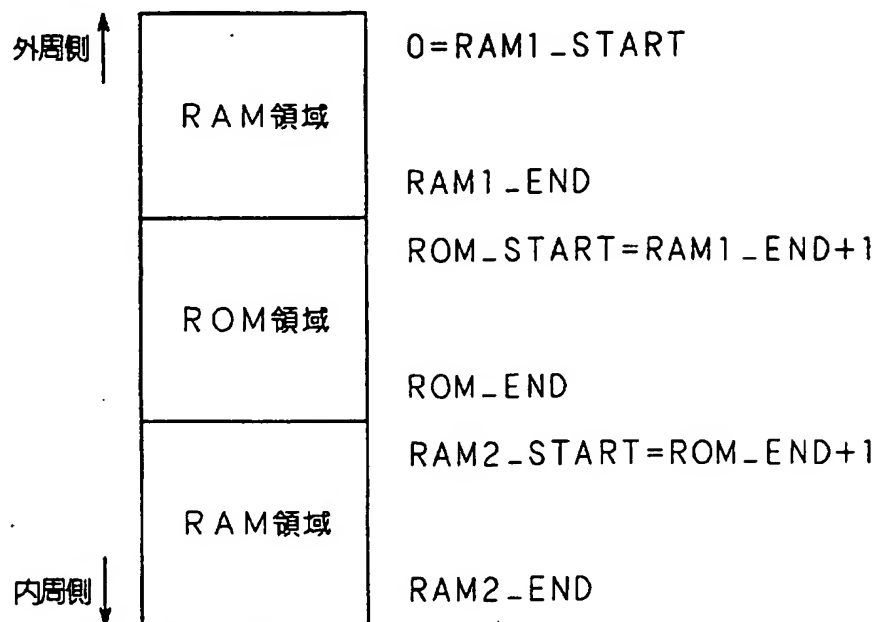 外周側
0=RAM1_START
RAM領域
RAM1_END
ROM_START=RAM1_END+1
ROM領域
ROM_END
RAM2_START=ROM_END+1
RAM領域
内周側
RAM2_END